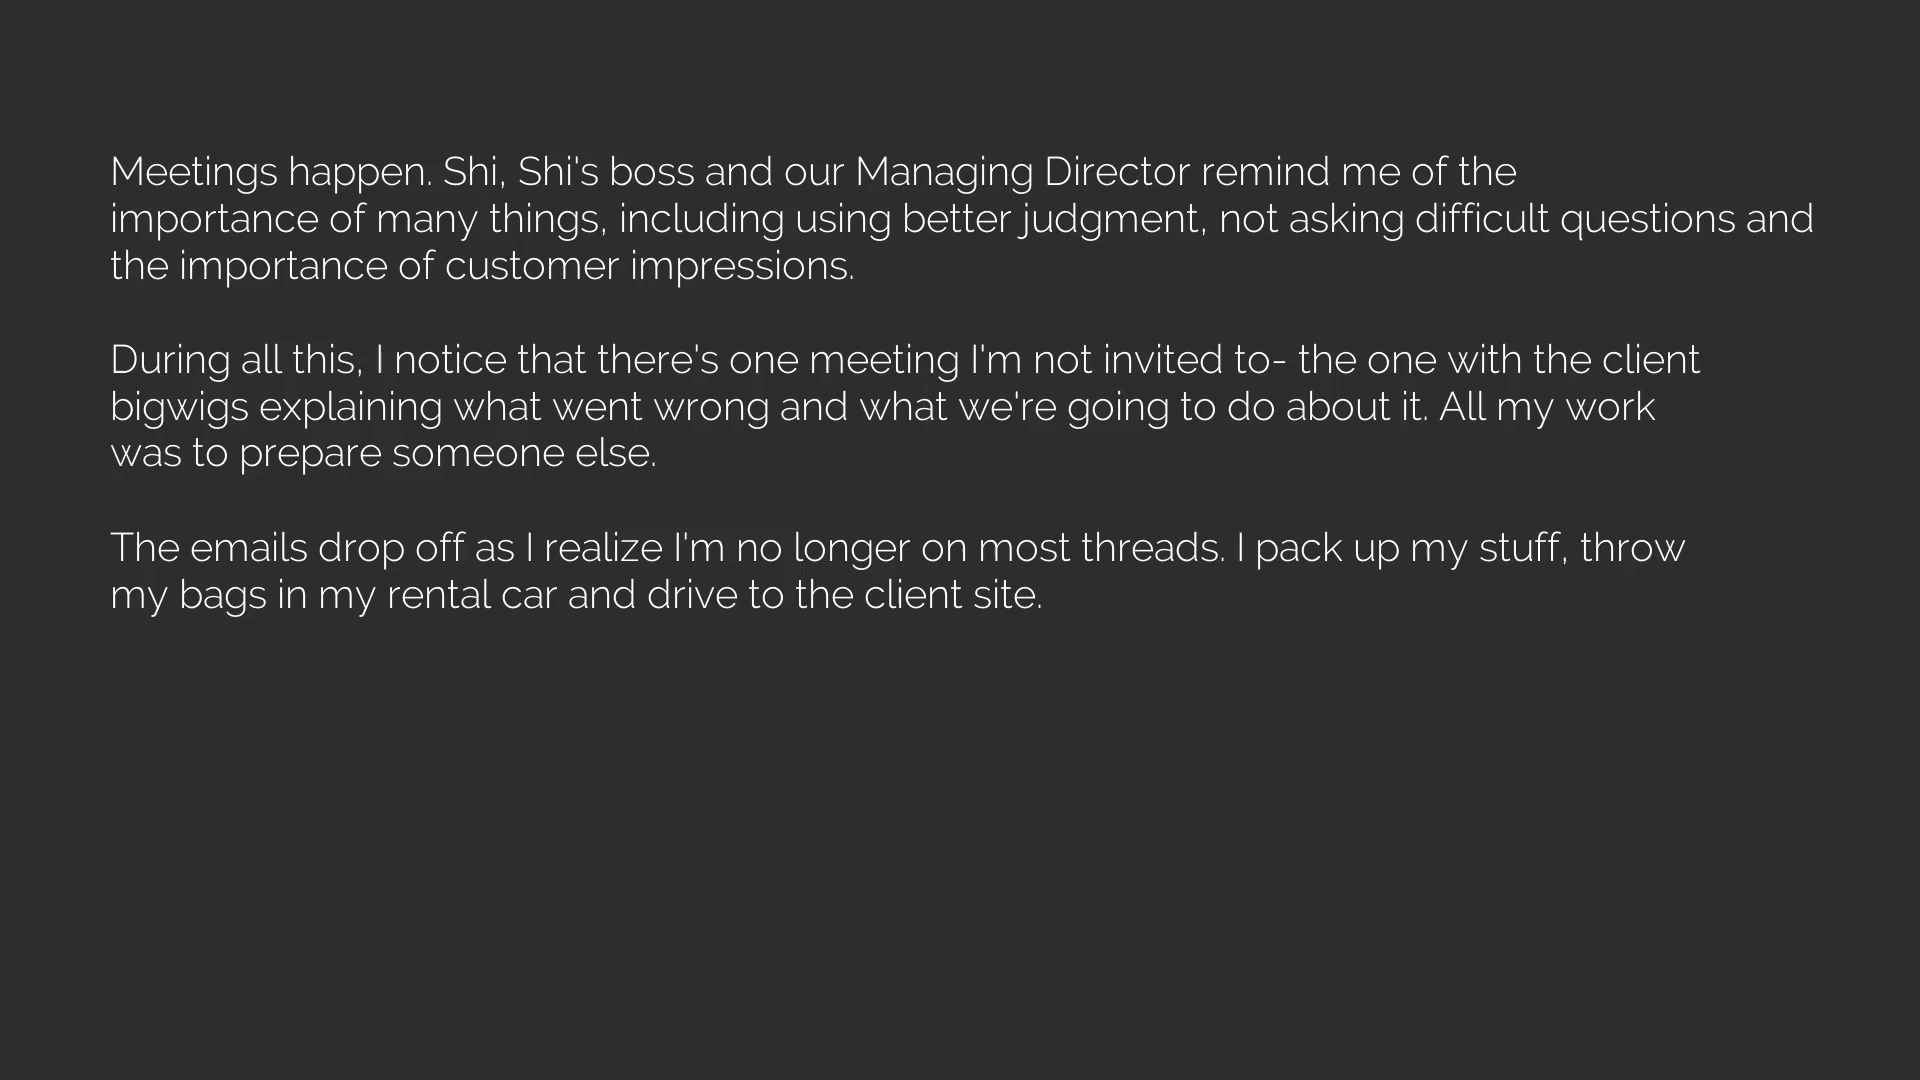 Meetings happen. Shi, Shi's boss and our Managing Director remind me of the
importance of many things, including using better judgment, not asking difficult questions and
the importance of customer impressions.
During all this, I notice that there's one meeting I'm not invited to- the one with the client
bigwigs explaining what went wrong and what we're going to do about it. All my work
was to prepare someone else.
The emails drop off as I realize I'm no longer on most threads. I pack up my stuff, throw
my bags in my rental car and drive to the client site.